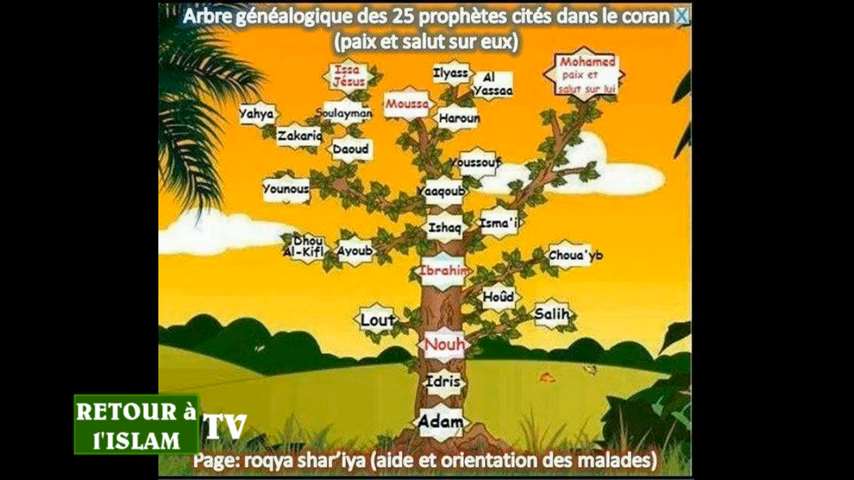 Arbre généalogique des 25 prophètes cités dans le coran
(paix et salut sur eux)
Issa
Jésus
Ilyass
Al
Yassaa
Mohamed
paix et
salut sur lui
Moussa
Yahya
Soulayman
Haroun
Zakariq
Daoud
Youssouf
Younous
Yaaqoub
Ishaq
Isma'il
Dhou
Al-Kifl
Ayoub
Choua'yb
Ibrahim
Hoûd
Salih
Lout
Nouh
Idris
Adam
RETOUR à
l'ISLAM
TV
Page: roqya shar'iya (aide et orientation des malades)